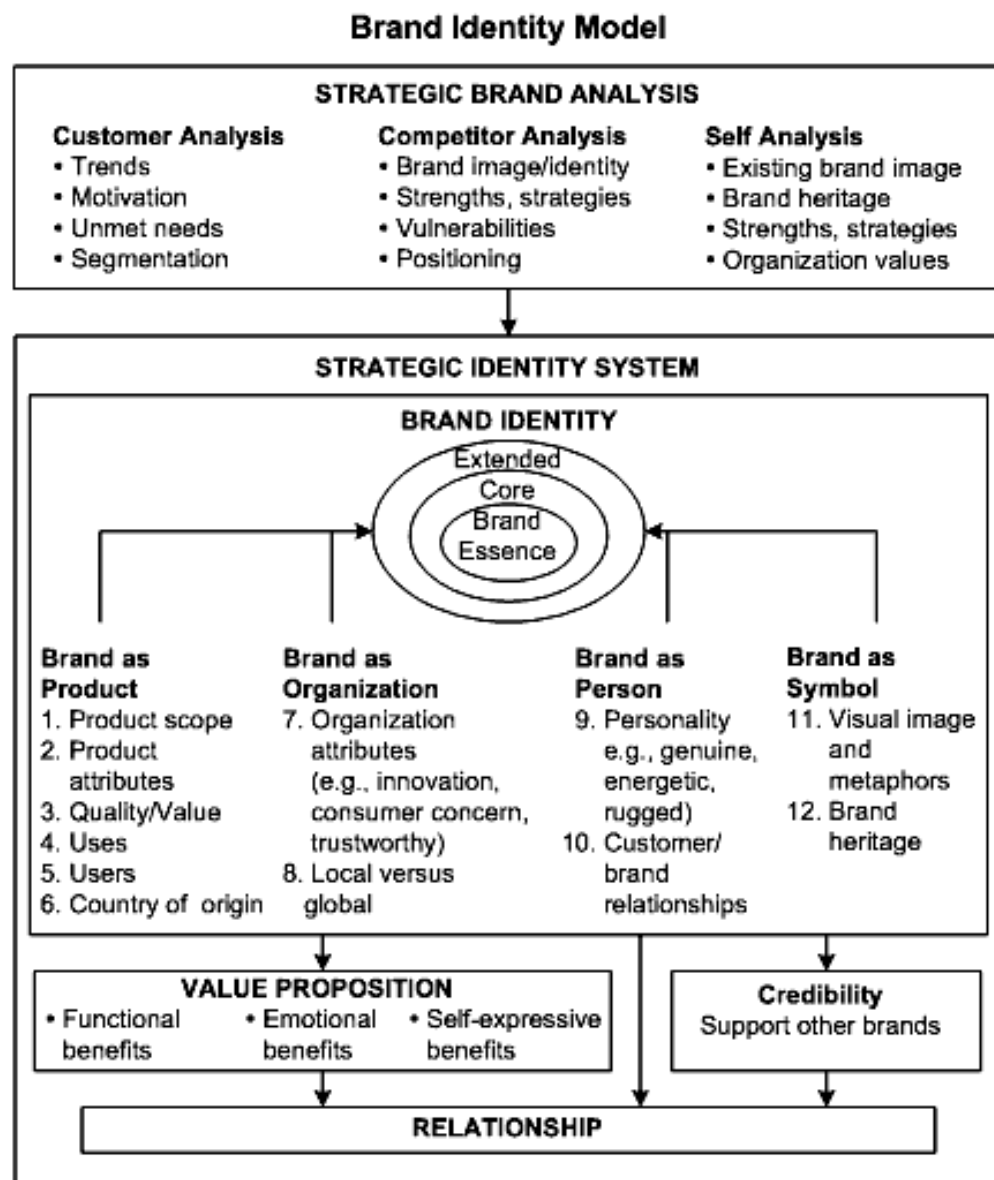 Brand Identity Model
STRATEGIC BRAND ANALYSIS
Customer Analysis
• Trends
• Motivation
• Unmet needs
• Segmentation
Competitor Analysis
• Brand image/identity
• Strengths, strategies
• Vulnerabilities
• Positioning
Self Analysis
• Existing brand image
• Brand heritage
• Strengths, strategies
• Organization values
STRATEGIC IDENTITY SYSTEM
BRAND IDENTITY
Extended
Core
Brand
Essence
Brand as
Product
1. Product scope
2. Product
attributes
3. Quality/Value
4. Uses
5. Users
6. Country of origin
Brand as
Organization
7. Organization
attributes
(e.g., innovation,
consumer concern,
trustworthy)
8. Local versus
global
Brand as
Person
9. Personality
e.g., genuine,
energetic,
rugged)
10. Customer/
brand
relationships
Brand as
Symbol
11. Visual image
and
metaphors
12. Brand
heritage
VALUE PROPOSITION
• Functional
benefits
• Emotional
benefits
• Self-expressive
benefits
Credibility
Support other brands
RELATIONSHIP